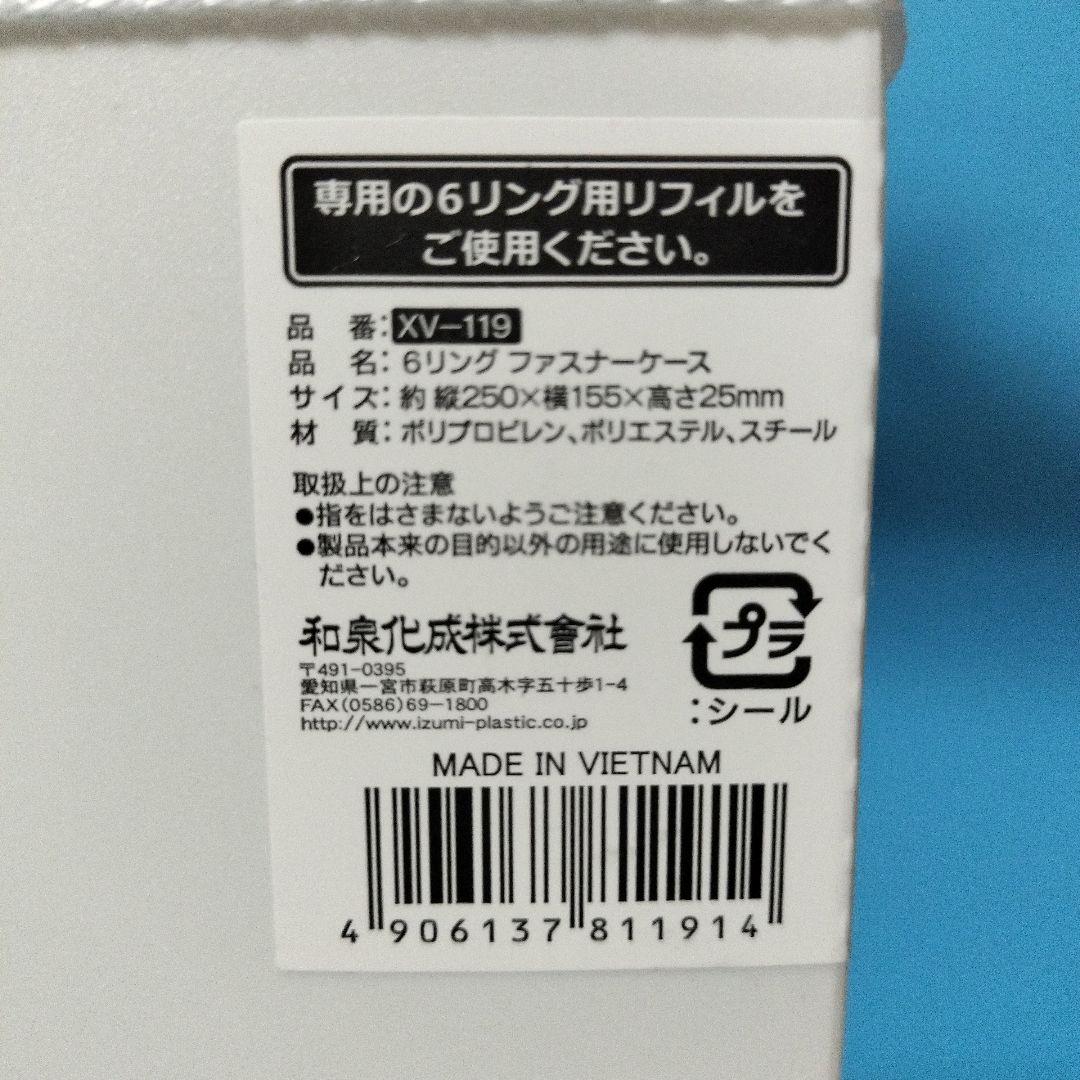 専用の6リング用リフィルを
ご使用ください。
品　番：XV-119
品　名：6リング ファスナーケース
サイズ：約 縦250×横155×高さ25mm
材　質：ポリプロピレン、ポリエステル、スチール
取扱上の注意
●指をはさまないようご注意ください。
●製品本来の目的以外の用途に使用しないでく
ださい。
和泉化成株式會社
〒491-0395
愛知県一宮市萩原町高木字五十歩1-4
FAX(0586)69-1800
http://www.izumi-plastic.co.jp
プラ
：シール
MADE IN VIETNAM
4 906137 811914